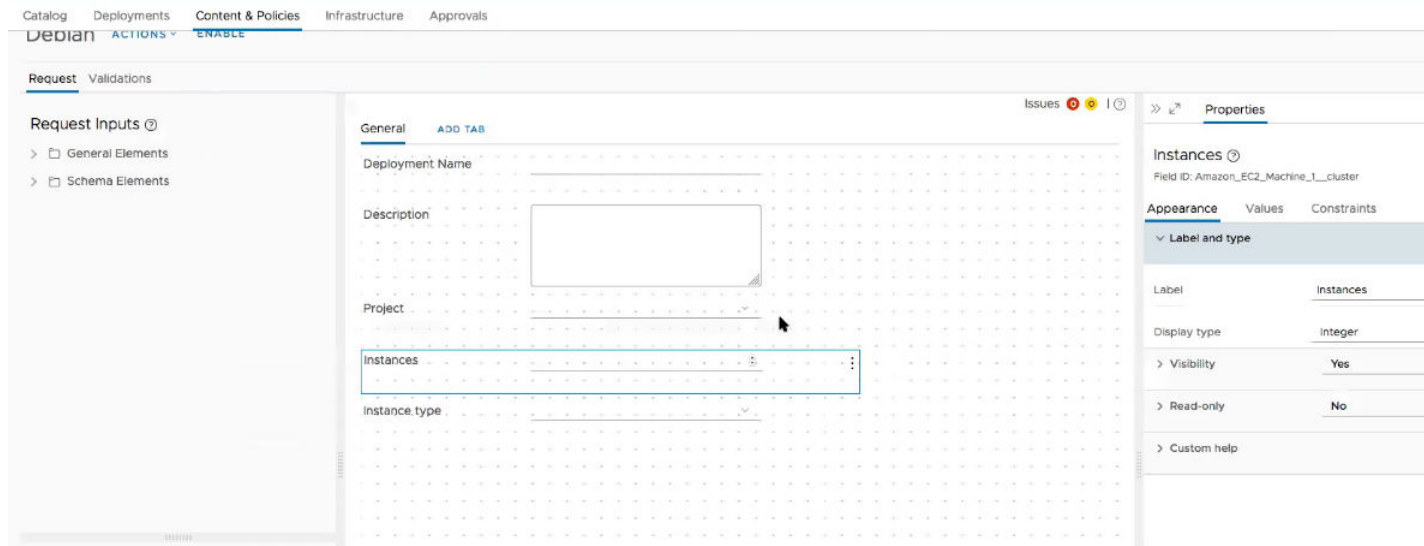 Catalog Deployments Content & Policies Infrastructure Approvals
Debian ACTIONS ENABLE
Request Validations
Issues 0 0
Request Inputs
General Elements
Schema Elements
General ADD TAB
Deployment Name
Description
Project
Instances
Instance type
Properties
Instances
Field ID: Amazon_EC2_Machine_1__cluster
Appearance Values Constraints
Label and type
Label Instances
Display type Integer
Visibility Yes
Read-only No
Custom help